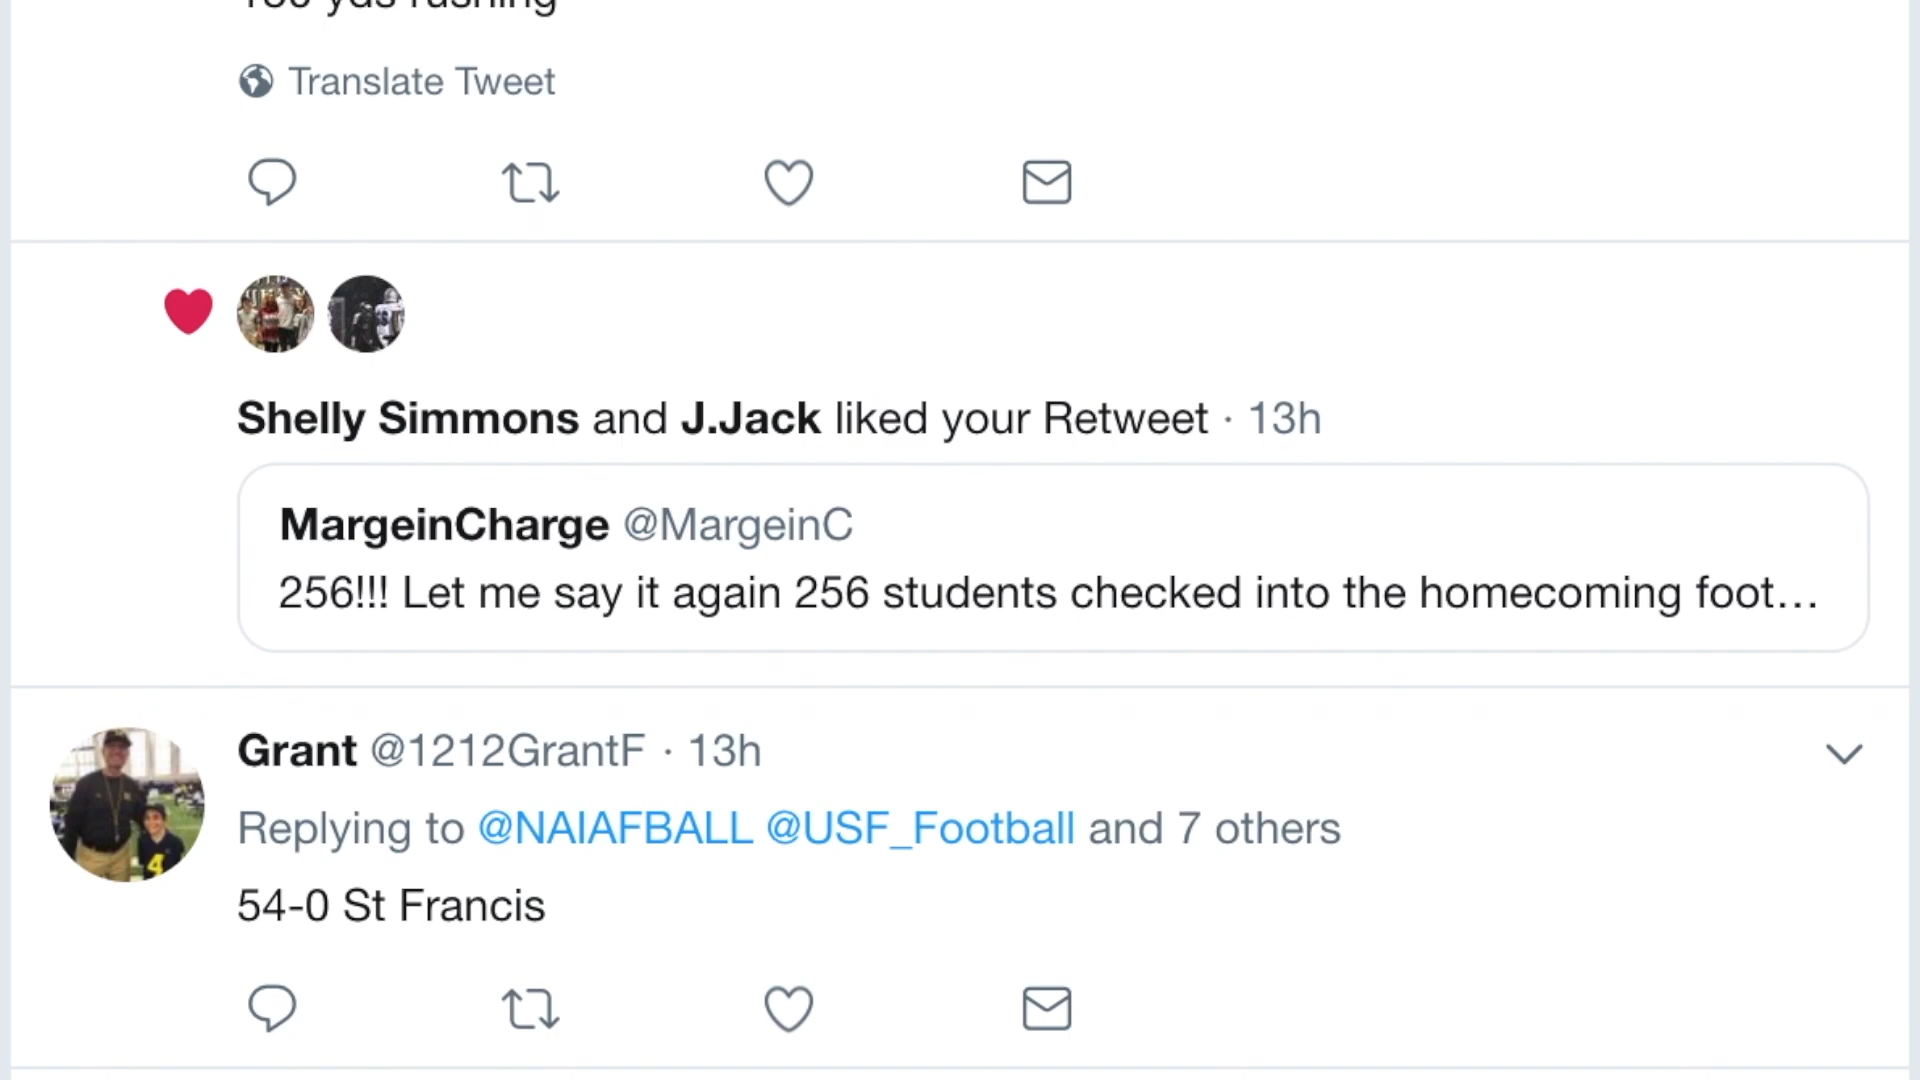 yds rushing
Translate Tweet
Shelly Simmons and J.Jack liked your Retweet · 13h
MargeinCharge @MargeinC
256!!! Let me say it again 256 students checked into the homecoming foot…
Grant @1212GrantF · 13h
Replying to @NAIAFBALL @USF_Football and 7 others
54-0 St Francis